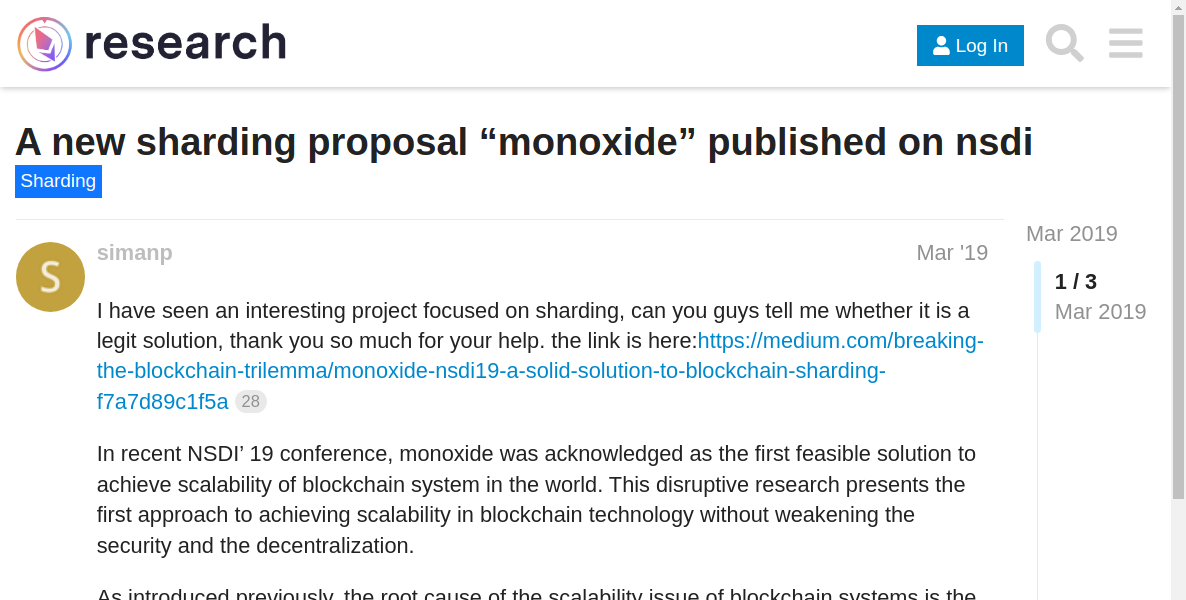 research
Log In
A new sharding proposal “monoxide” published on nsdi
Sharding
Mar 2019
S
simanp
Mar '19
1 / 3
Mar 2019
I have seen an interesting project focused on sharding, can you guys tell me whether it is a
legit solution, thank you so much for your help. the link is here:https://medium.com/breaking-
the-blockchain-trilemma/monoxide-nsdi19-a-solid-solution-to-blockchain-sharding-
f7a7d89c1f5a 28
In recent NSDI’ 19 conference, monoxide was acknowledged as the first feasible solution to
achieve scalability of blockchain system in the world. This disruptive research presents the
first approach to achieving scalability in blockchain technology without weakening the
security and the decentralization.
As introduced previously, the root cause of the scalability issue of blockchain systems is the